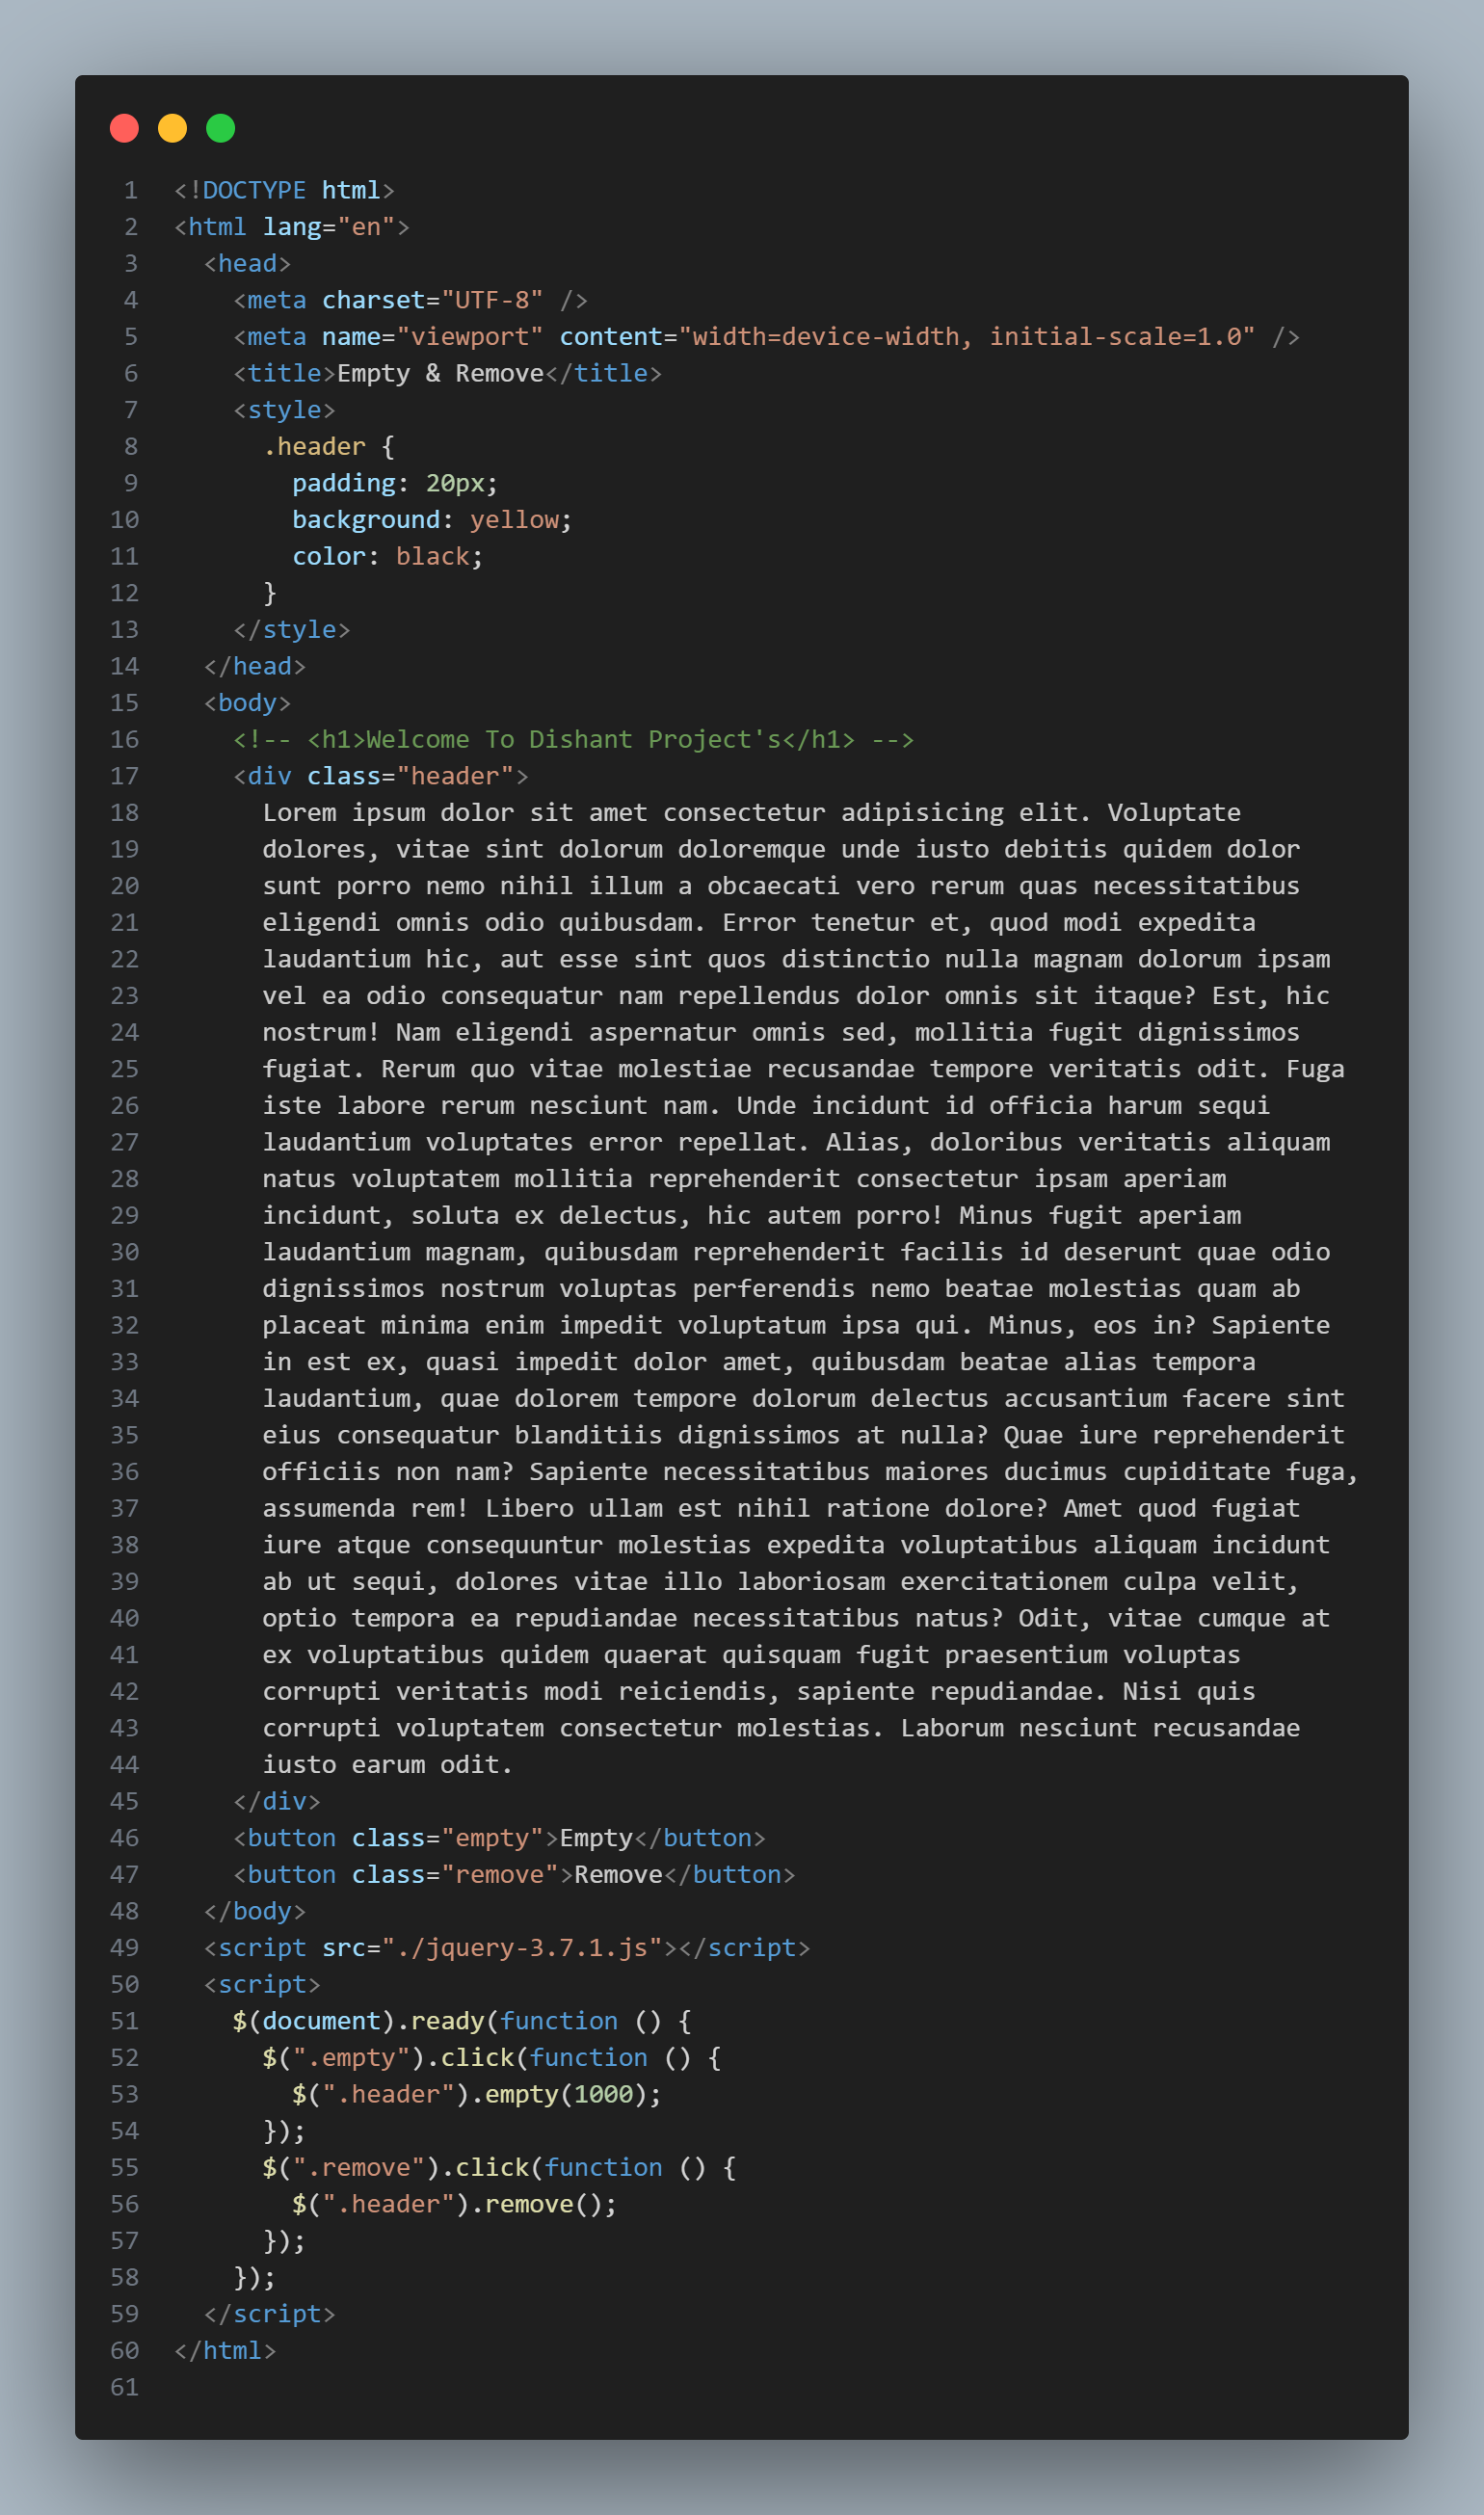 1 <!DOCTYPE html>
2 <html lang="en">
3   <head>
4     <meta charset="UTF-8" />
5     <meta name="viewport" content="width=device-width, initial-scale=1.0" />
6     <title>Empty & Remove</title>
7     <style>
8       .header {
9         padding: 20px;
10         background: yellow;
11         color: black;
12       }
13     </style>
14   </head>
15   <body>
16     <!-- <h1>Welcome To Dishant Project's</h1> -->
17     <div class="header">
18       Lorem ipsum dolor sit amet consectetur adipisicing elit. Voluptate
19       dolores, vitae sint dolorum doloremque unde iusto debitis quidem dolor
20       sunt porro nemo nihil illum a obcaecati vero rerum quas necessitatibus
21       eligendi omnis odio quibusdam. Error tenetur et, quod modi expedita
22       laudantium hic, aut esse sint quos distinctio nulla magnam dolorum ipsam
23       vel ea odio consequatur nam repellendus dolor omnis sit itaque? Est, hic
24       nostrum! Nam eligendi aspernatur omnis sed, mollitia fugit dignissimos
25       fugiat. Rerum quo vitae molestiae recusandae tempore veritatis odit. Fuga
26       iste labore rerum nesciunt nam. Unde incidunt id officia harum sequi
27       laudantium voluptates error repellat. Alias, doloribus veritatis aliquam
28       natus voluptatem mollitia reprehenderit consectetur ipsam aperiam
29       incidunt, soluta ex delectus, hic autem porro! Minus fugit aperiam
30       laudantium magnam, quibusdam reprehenderit facilis id deserunt quae odio
31       dignissimos nostrum voluptas perferendis nemo beatae molestias quam ab
32       placeat minima enim impedit voluptatum ipsa qui. Minus, eos in? Sapiente
33       in est ex, quasi impedit dolor amet, quibusdam beatae alias tempora
34       laudantium, quae dolorem tempore dolorum delectus accusantium facere sint
35       eius consequatur blanditiis dignissimos at nulla? Quae iure reprehenderit
36       officiis non nam? Sapiente necessitatibus maiores ducimus cupiditate fuga,
37       assumenda rem! Libero ullam est nihil ratione dolore? Amet quod fugiat
38       iure atque consequuntur molestias expedita voluptatibus aliquam incidunt
39       ab ut sequi, dolores vitae illo laboriosam exercitationem culpa velit,
40       optio tempora ea repudiandae necessitatibus natus? Odit, vitae cumque at
41       ex voluptatibus quidem quaerat quisquam fugit praesentium voluptas
42       corrupti veritatis modi reiciendis, sapiente repudiandae. Nisi quis
43       corrupti voluptatem consectetur molestias. Laborum nesciunt recusandae
44       iusto earum odit.
45     </div>
46     <button class="empty">Empty</button>
47     <button class="remove">Remove</button>
48   </body>
49   <script src="./jquery-3.7.1.js"></script>
50   <script>
51     $(document).ready(function () {
52       $(".empty").click(function () {
53         $(".header").empty(1000);
54       });
55       $(".remove").click(function () {
56         $(".header").remove();
57       });
58     });
59   </script>
60 </html>
61